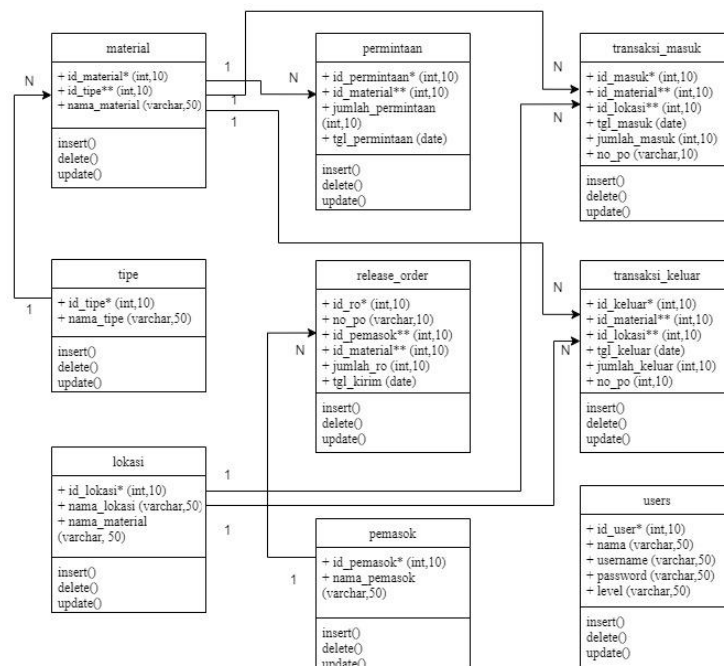 material
+ id_material* (int,10)
+ id_tipe** (int,10)
+ nama_material (varchar,50)
insert()
delete()
update()
permintaan
+ id_permintaan* (int,10)
+ id_material** (int,10)
+ jumlah_permintaan
(int,10)
+ tgl_permintaan (date)
insert()
delete()
update()
transaksi_masuk
+ id_masuk* (int,10)
+ id_material** (int,10)
+ id_lokasi** (int,10)
+ tgl_masuk (date)
+ jumlah_masuk (int,10)
+ no_po (varchar,10)
insert()
delete()
update()
1
N
1
1
N
N
N
tipe
+ id_tipe* (int,10)
+ nama_tipe (varchar,50)
insert()
delete()
update()
1
release_order
+ id_ro* (int,10)
+ no_po (varchar,10)
+ id_pemasok** (int,10)
+ id_material** (int,10)
+ jumlah_ro (int,10)
+ tgl_kirim (date)
insert()
delete()
update()
N
transaksi_keluar
+ id_keluar* (int,10)
+ id_material** (int,10)
+ id_lokasi** (int,10)
+ tgl_keluar (date)
+ jumlah_keluar (int,10)
+ no_po (int,10)
insert()
delete()
update()
N
N
lokasi
+ id_lokasi* (int,10)
+ nama_lokasi (varchar,50)
+ nama_material
(varchar, 50)
insert()
delete()
update()
1
1
pemasok
+ id_pemasok* (int,10)
+ nama_pemasok
(varchar,50)
insert()
delete()
update()
1
users
+ id_user* (int,10)
+ nama (varchar,50)
+ username (varchar,50)
+ password (varchar,50)
+ level (varchar,50)
insert()
delete()
update()